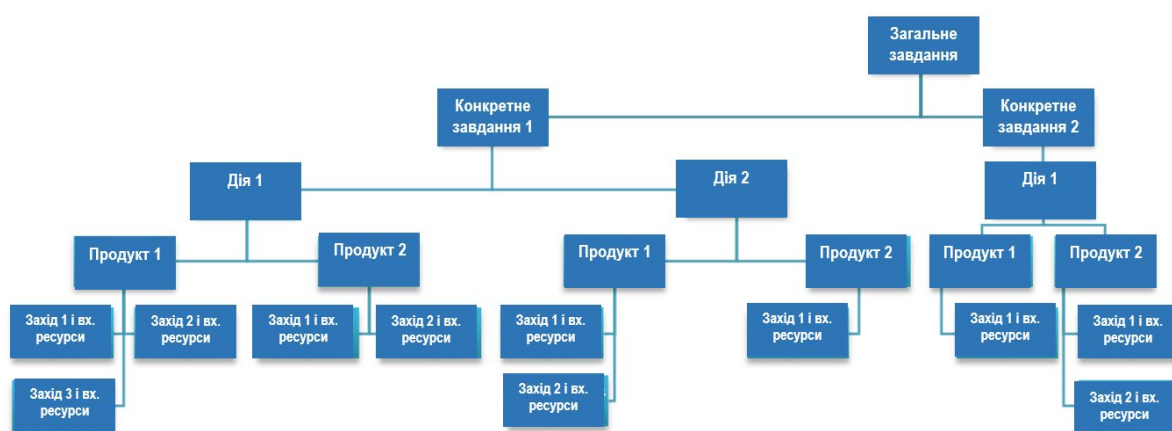 Загальне
завдання
Конкретне
завдання 1
Конкретне
завдання 2
Дія 1
Дія 2
Дія 1
Продукт 1
Продукт 2
Продукт 1
Продукт 2
Продукт 1
Продукт 2
Захід 1 і вх.
ресурси
Захід 2 і вх.
ресурси
Захід 1 і вх.
ресурси
Захід 2 і вх.
ресурси
Захід 1 і вх.
ресурси
Захід 1 і вх.
ресурси
Захід 1 і вх.
ресурси
Захід 1 і вх.
ресурси
Захід 3 і вх.
ресурси
Захід 2 і вх.
ресурси
Захід 2 і вх.
ресурси